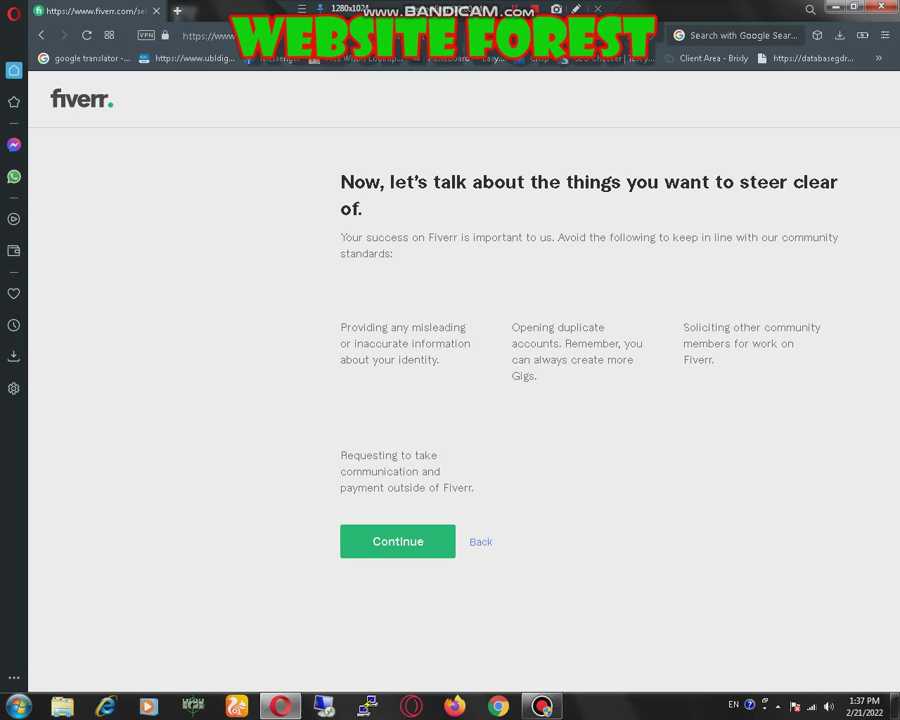 https://www.fiverr.com/sel
1280x1024
www.BANDICAM.com
WEBSITE FOREST
VPN
https://www
Search with Google Sear...
google translator -...
https://www.ubldig...
Client Area - Brixly
https://databasegdr...
»
fiverr.
Now, let's talk about the things you want to steer clear
of.
Your success on Fiverr is important to us. Avoid the following to keep in line with our community
standards:
Providing any misleading
or inaccurate information
about your identity.
Opening duplicate
accounts. Remember, you
can always create more
Gigs.
Soliciting other community
members for work on
Fiverr.
Requesting to take
communication and
payment outside of Fiverr.
Continue
Back
EN
1:37 PM
2/21/2022